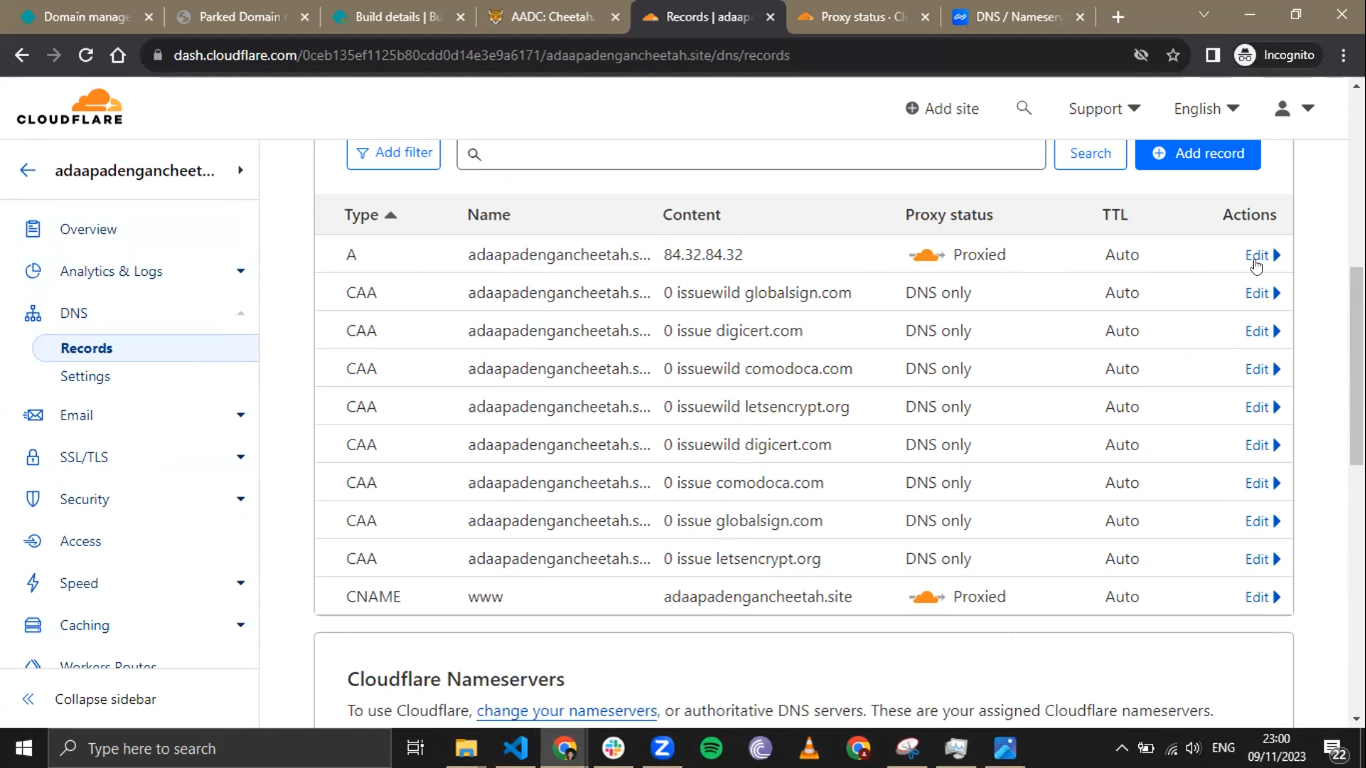 Domain manage
Parked Domain
Build details | Bu
AADC: Cheetah
Records | adaap
Proxy status · Cl
DNS / Nameser
dash.cloudflare.com/0ceb135ef1125b80cdd0d14e3e9a6171/adaapadengancheetah.site/dns/records
Incognito
CLOUDFLARE
Add site
Support
English
adaapadengancheet...
Overview
Analytics & Logs
DNS
Records
Settings
Email
SSL/TLS
Security
Access
Speed
Caching
Workers Routes
Collapse sidebar
Add filter
Search
Add record
Type Name Content Proxy status TTL Actions
A adaapadengancheetah.s... 84.32.84.32 Proxied Auto Edit
CAA adaapadengancheetah.s... 0 issuewild globalsign.com DNS only Auto Edit
CAA adaapadengancheetah.s... 0 issue digicert.com DNS only Auto Edit
CAA adaapadengancheetah.s... 0 issuewild comodoca.com DNS only Auto Edit
CAA adaapadengancheetah.s... 0 issuewild letsencrypt.org DNS only Auto Edit
CAA adaapadengancheetah.s... 0 issuewild digicert.com DNS only Auto Edit
CAA adaapadengancheetah.s... 0 issue comodoca.com DNS only Auto Edit
CAA adaapadengancheetah.s... 0 issue globalsign.com DNS only Auto Edit
CAA adaapadengancheetah.s... 0 issue letsencrypt.org DNS only Auto Edit
CNAME www adaapadengancheetah.site Proxied Auto Edit
Cloudflare Nameservers
To use Cloudflare, change your nameservers, or authoritative DNS servers. These are your assigned Cloudflare nameservers.
Type here to search
ENG
23:00
09/11/2023
22